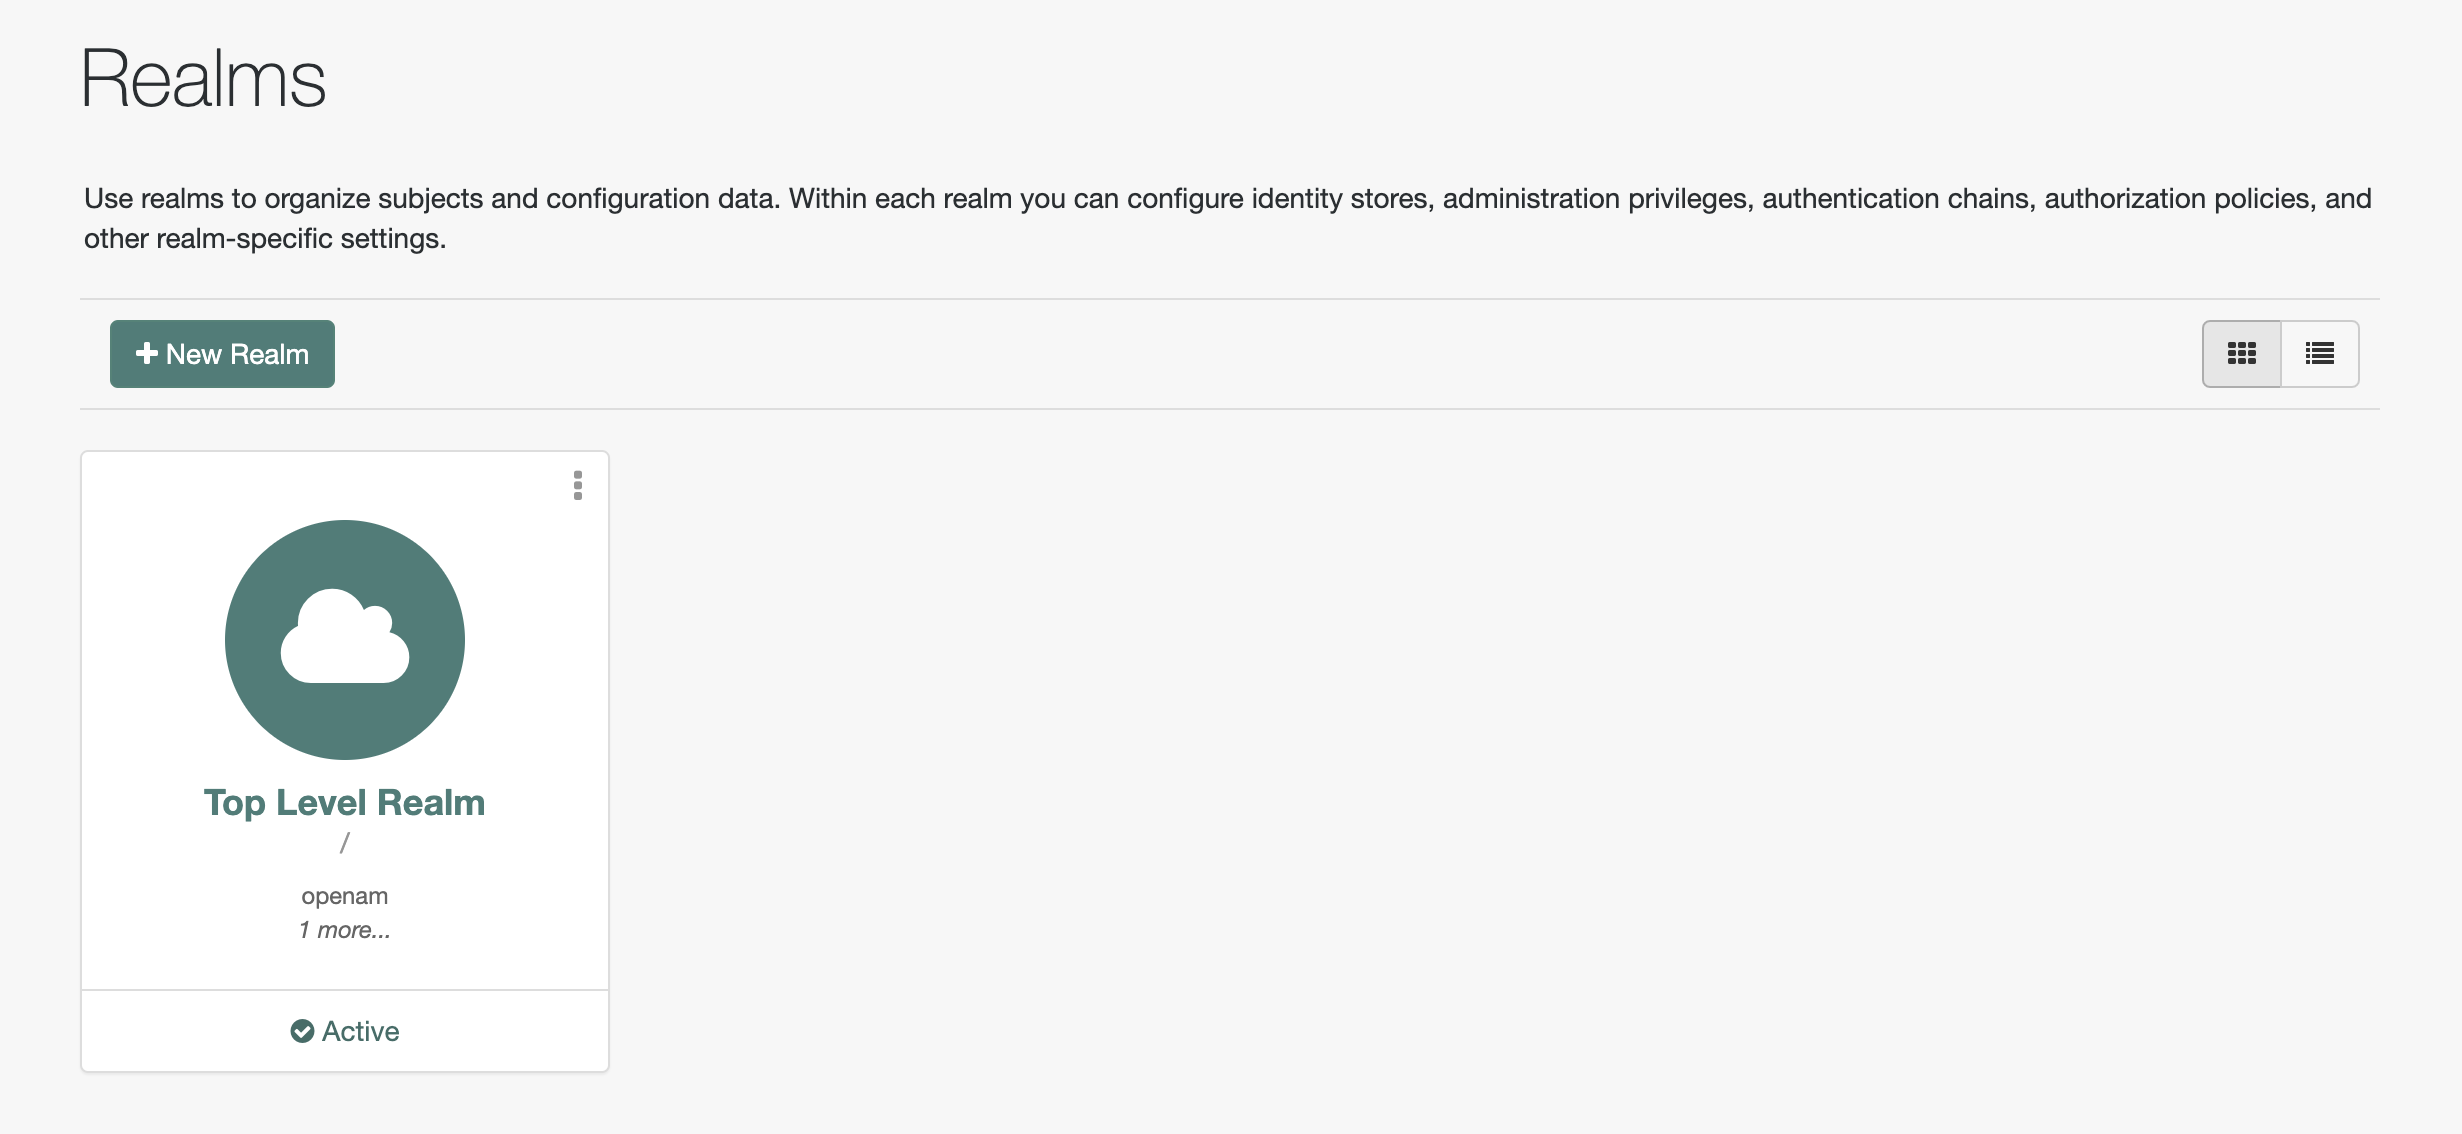 Realms
Use realms to organize subjects and configuration data. Within each realm you can configure identity stores, administration privileges, authentication chains, authorization policies, and
other realm-specific settings.
New Realm
Top Level Realm
/
openam
1 more...
Active